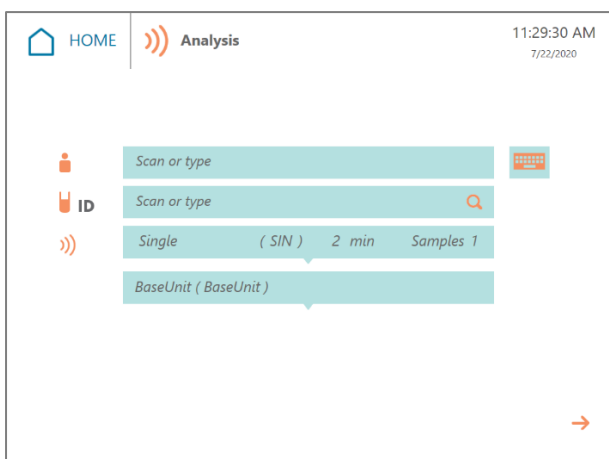 HOME
Analysis
11:29:30 AM
7/22/2020
Scan or type
ID
Scan or type
Single ( SIN ) 2 min Samples 1
BaseUnit ( BaseUnit )